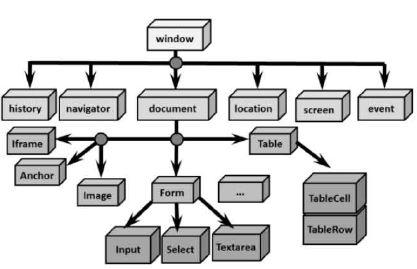 window
history navigator document location screen event
Iframe Table
Anchor
Image Form ... TableCell
TableRow
Input Select Textarea